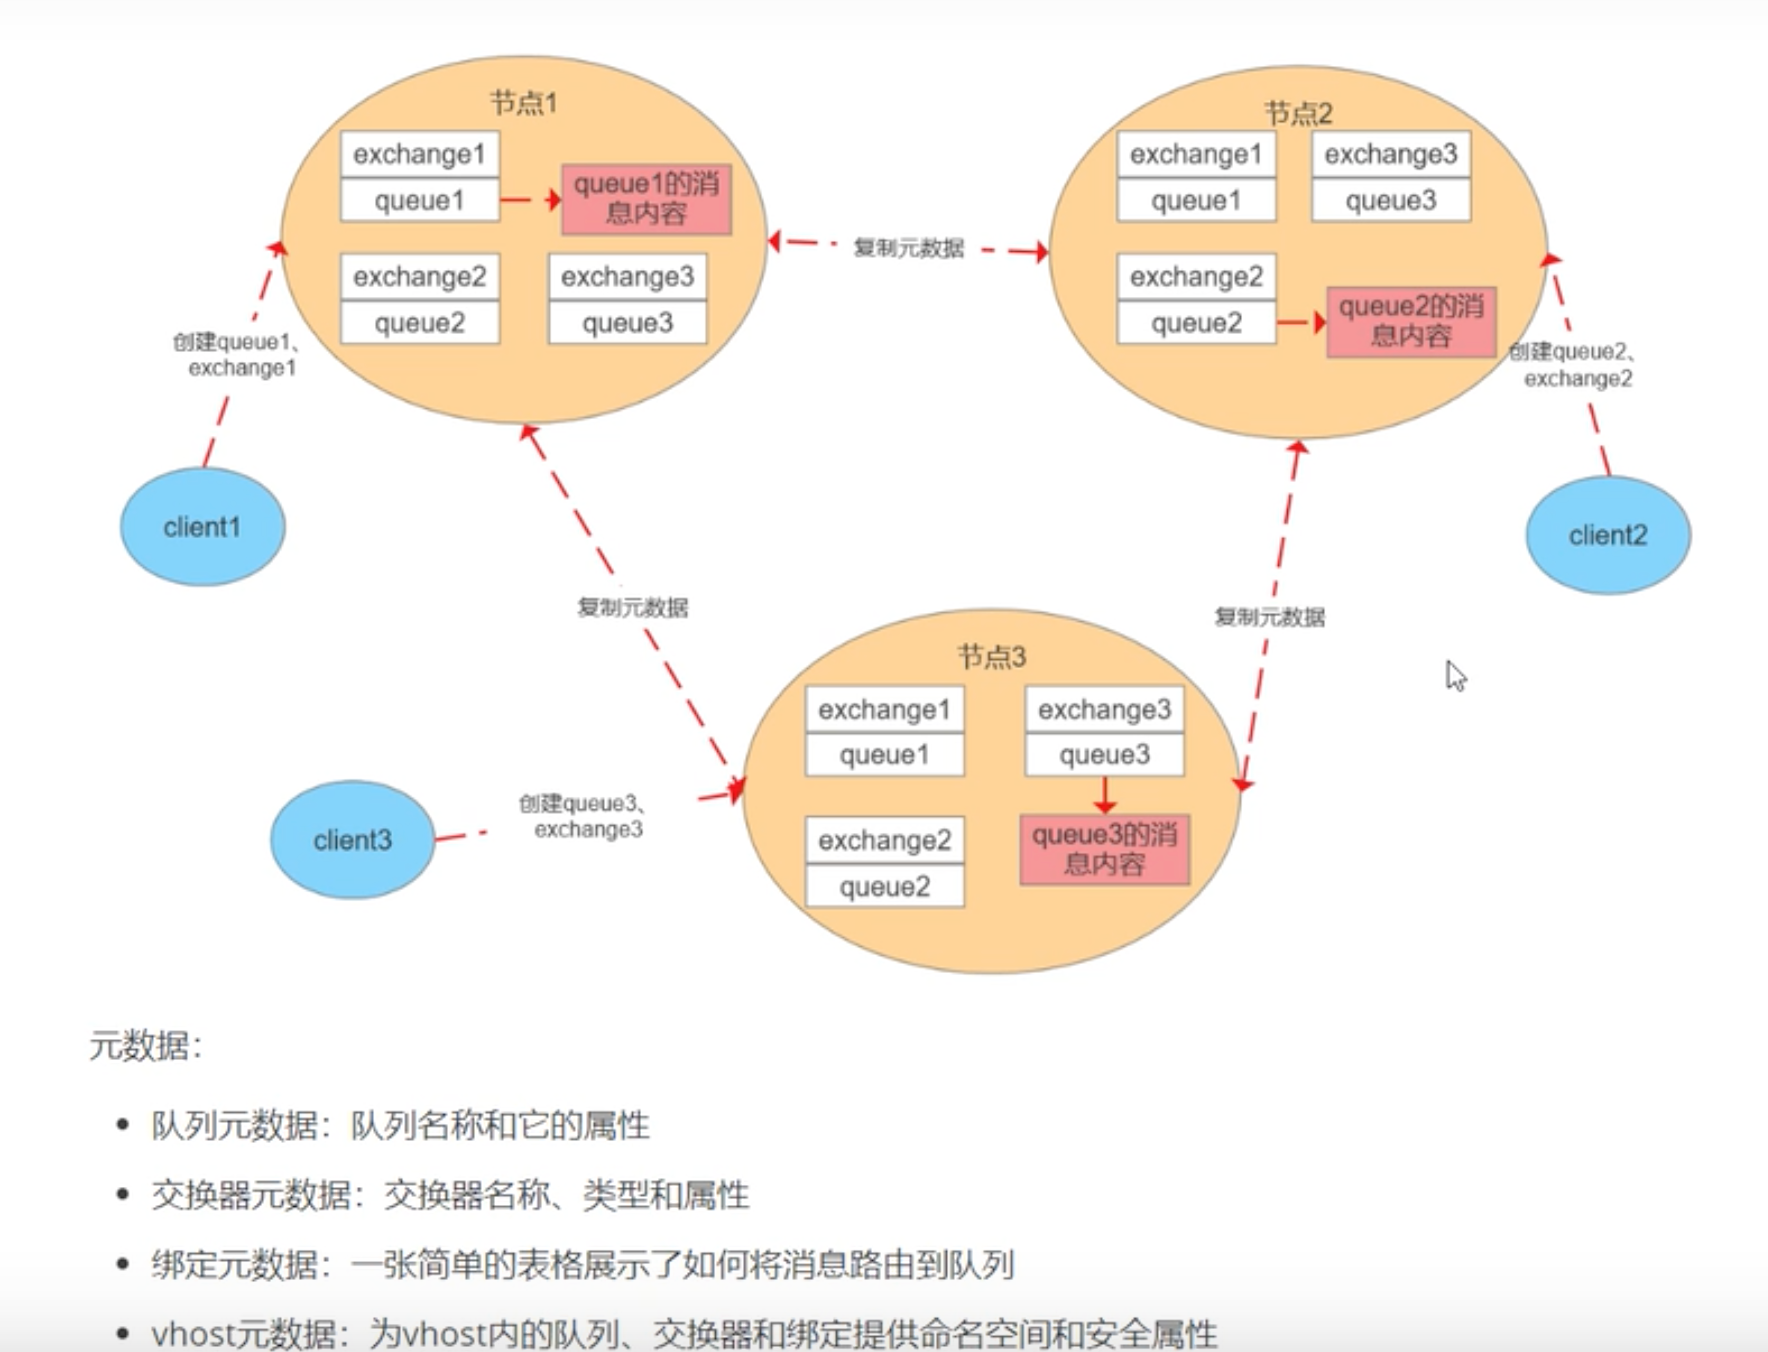 节点1
exchange1
queue1
queue1的消
息内容
exchange2
queue2
exchange3
queue3
节点2
exchange1
queue1
exchange3
queue3
exchange2
queue2
queue2的消
息内容
复制元数据
创建queue1、
exchange1
创建queue2、
exchange2
client1
client2
复制元数据
复制元数据
节点3
exchange1
queue1
exchange3
queue3
exchange2
queue2
queue3的消
息内容
创建queue3、
exchange3
client3
元数据：
• 队列元数据：队列名称和它的属性
• 交换器元数据：交换器名称、类型和属性
• 绑定元数据：一张简单的表格展示了如何将消息路由到队列
• vhost元数据：为vhost内的队列、交换器和绑定提供命名空间和安全属性